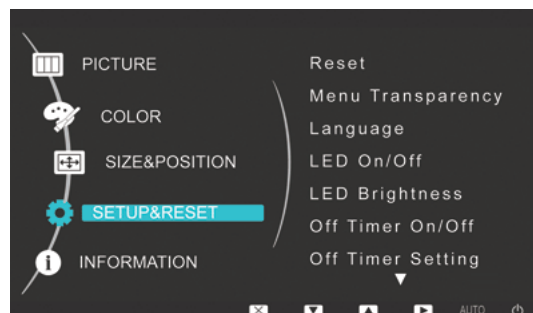 PICTURE
COLOR
SIZE&POSITION
SETUP&RESET
INFORMATION
Reset
Menu Transparency
Language
LED On/Off
LED Brightness
Off Timer On/Off
Off Timer Setting
AUTO